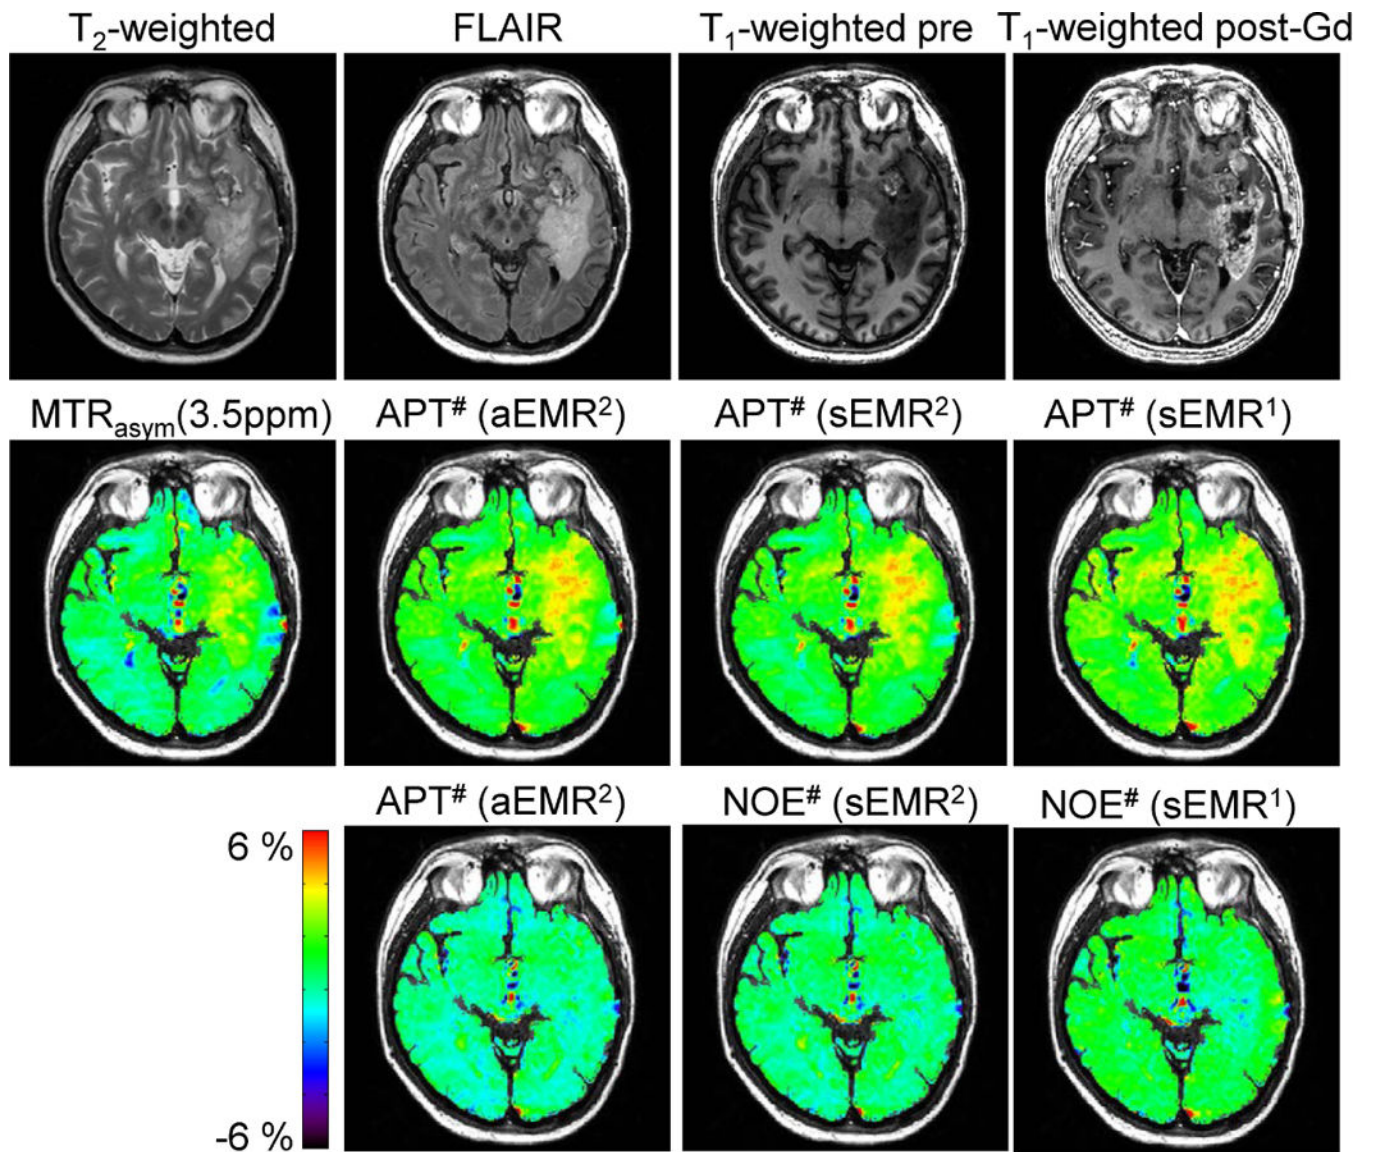 T₂-weighted FLAIR T₁-weighted pre T₁-weighted post-Gd
MTRasym(3.5ppm) APT# (aEMR²) APT# (sEMR²) APT# (sEMR¹)
APT# (aEMR²) NOE# (sEMR²) NOE# (sEMR¹)
6 %
-6 %